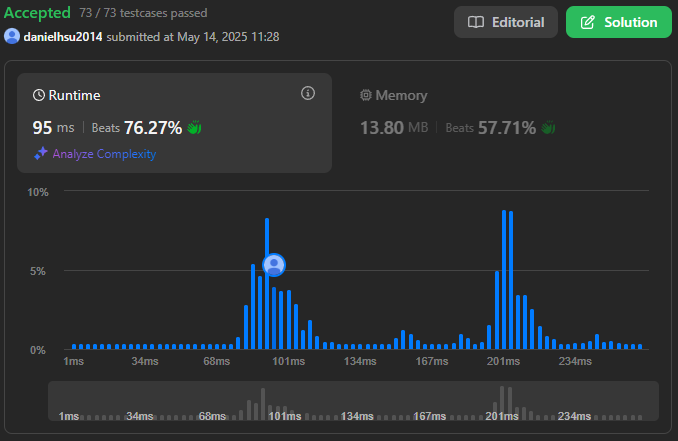 Accepted 73 / 73 testcases passed
danielhsu2014 submitted at May 14, 2025 11:28
Editorial
Solution
Runtime
95 ms Beats 76.27%
Analyze Complexity
Memory
13.80 MB Beats 57.71%
10%
5%
0%
1ms 34ms 68ms 101ms 134ms 167ms 201ms 234ms
1ms 34ms 68ms 101ms 134ms 167ms 201ms 234ms